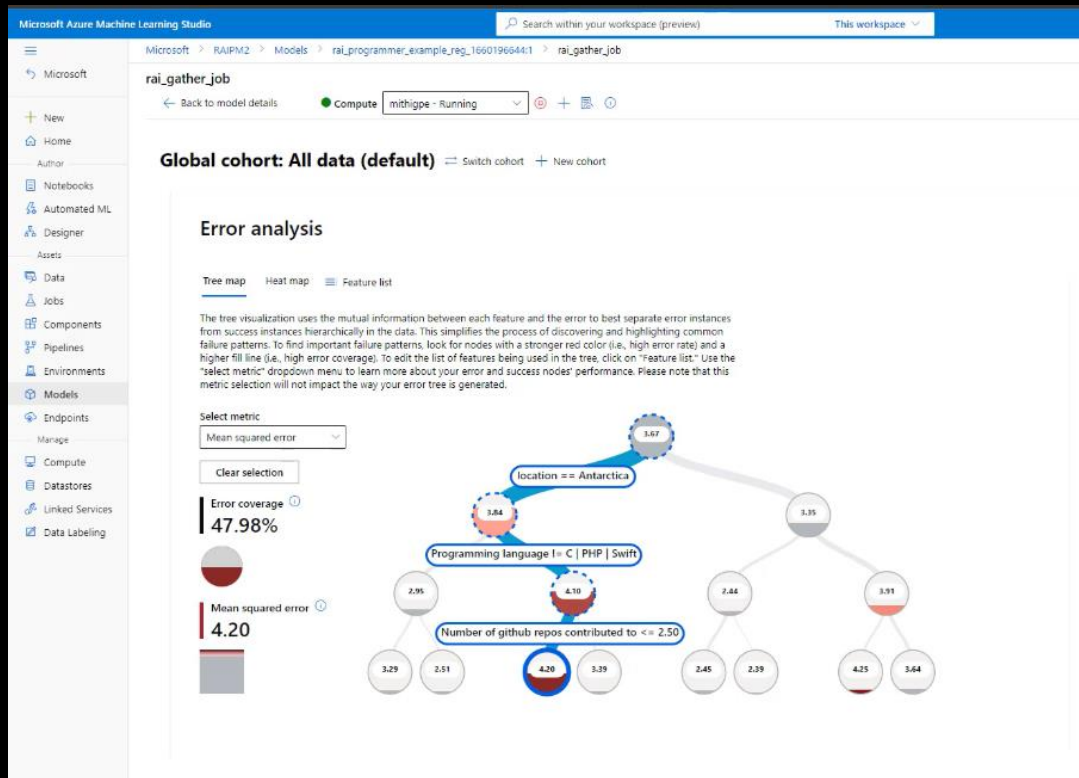 Microsoft Azure Machine Learning Studio
Search within your workspace (preview)
This workspace
Microsoft > RAIPM2 > Models > rai_programmer_example_reg_1660196644:1 > rai_gather_job
Microsoft
New
Home
Author
Notebooks
Automated ML
Designer
Assets
Data
Jobs
Components
Pipelines
Environments
Models
Endpoints
Manage
Compute
Datastores
Linked Services
Data Labeling
rai_gather_job
Back to model details
Compute
mithigpe - Running
Global cohort: All data (default)
Switch cohort
New cohort
Error analysis
Tree map
Heat map
Feature list
The tree visualization uses the mutual information between each feature and the error to best separate error instances
from success instances hierarchically in the data. This simplifies the process of discovering and highlighting common
failure patterns. To find important failure patterns, look for nodes with a stronger red color (i.e., high error rate) and a
higher fill line (i.e., high error coverage). To edit the list of features being used in the tree, click on "Feature list." Use the
"select metric" dropdown menu to learn more about your error and success nodes' performance. Please note that this
metric selection will not impact the way your error tree is generated.
Select metric
Mean squared error
Clear selection
Error coverage
47.98%
Mean squared error
4.20
3.67
location == Antarctica
3.84
3.35
Programming language != C | PHP | Swift
2.95
4.10
2.44
3.91
Number of github repos contributed to <= 2.50
3.29
2.51
4.20
3.39
2.45
2.39
4.25
3.64